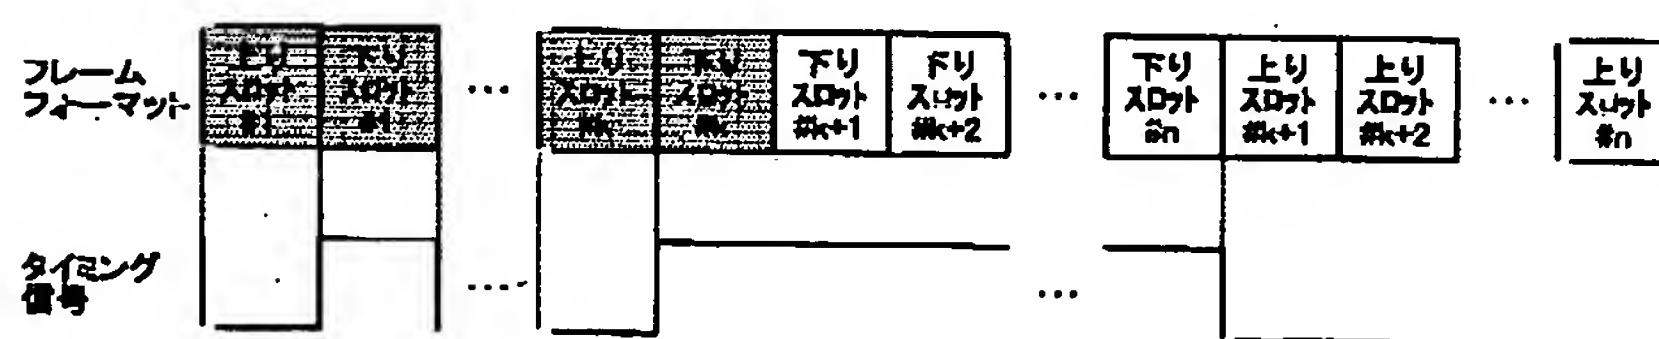 フレーム
フォーマット
上り
スロット
#1
下り
スロット
#1
…
上り
スロット
#k
下り
スロット
#k
下り
スロット
#k+1
下り
スロット
#k+2
…
下り
スロット
#n
上り
スロット
#k+1
上り
スロット
#k+2
…
上り
スロット
#n
タイミング
信号
…
…